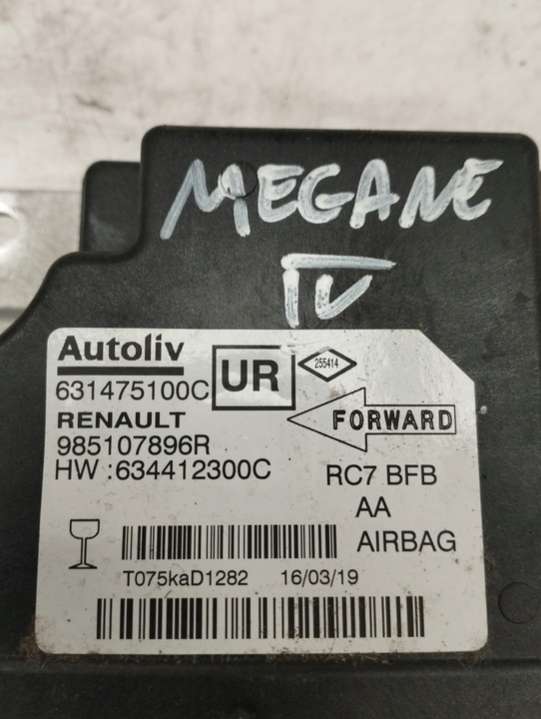 MEGANE
IV
Autoliv
631475100C
UR
255414
FORWARD
RENAULT
985107896R
HW :634412300C
RC7 BFB
AA
AIRBAG
T075kaD1282 16/03/19